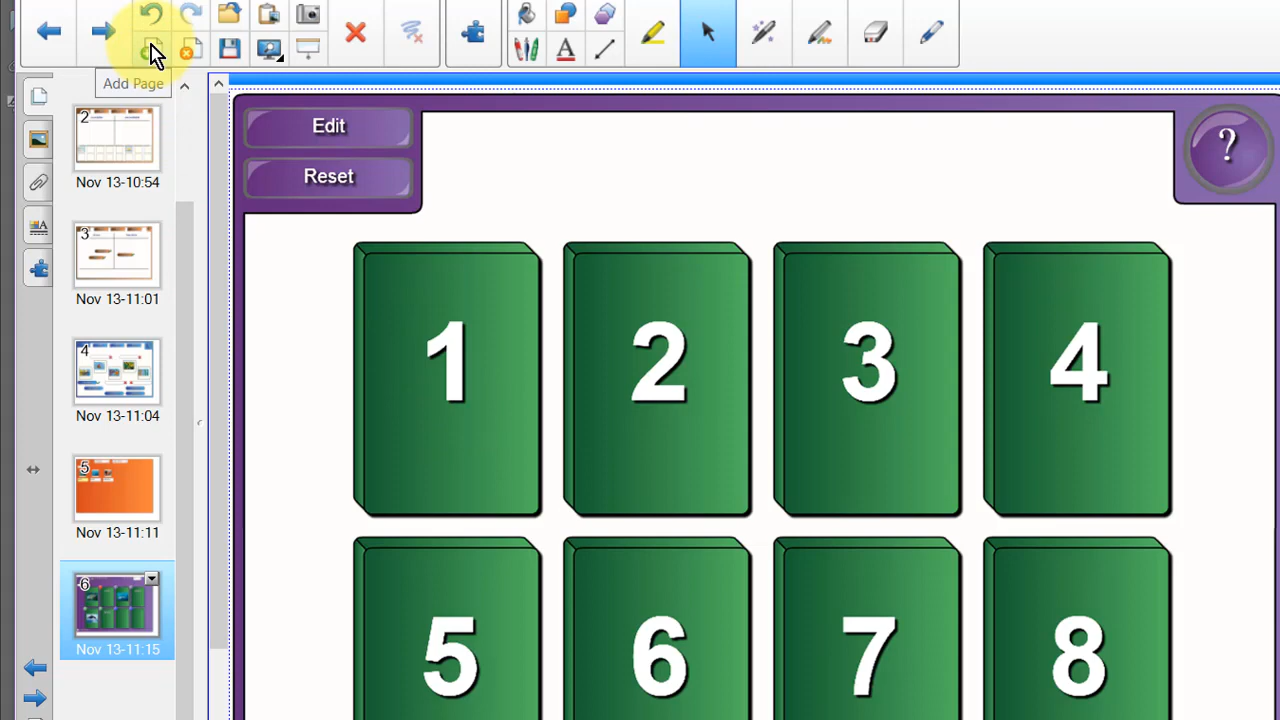 Add Page
2
Nov 13-10:54
3
Nov 13-11:01
4
Nov 13-11:04
5
Nov 13-11:11
6
Nov 13-11:15
Edit
Reset
?
1 2 3 4
5 6 7 8